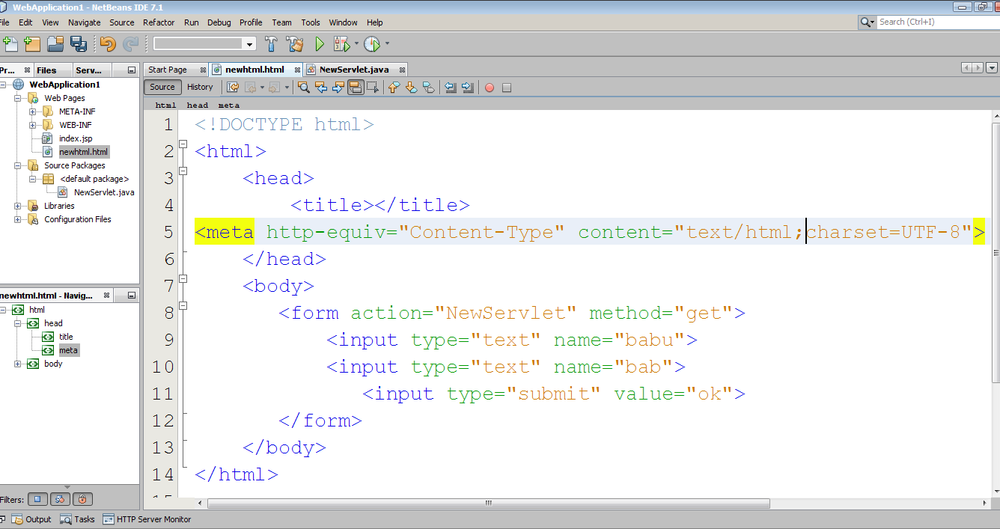 WebApplication1 - NetBeans IDE 7.1
File Edit View Navigate Source Refactor Run Debug Profile Team Tools Window Help
Search (Ctrl+I)
Pr... Files Serv...
WebApplication1
Web Pages
META-INF
WEB-INF
index.jsp
newhtml.html
Source Packages
<default package>
NewServlet.java
Libraries
Configuration Files
newhtml.html - Navig...
html
head
title
meta
body
Filters:
Start Page newhtml.html NewServlet.java
Source History
html head meta
1 <!DOCTYPE html>
2 <html>
3 <head>
4 <title></title>
5 <meta http-equiv="Content-Type" content="text/html;charset=UTF-8">
6 </head>
7 <body>
8 <form action="NewServlet" method="get">
9 <input type="text" name="babu">
10 <input type="text" name="bab">
11 <input type="submit" value="ok">
12 </form>
13 </body>
14 </html>
15
Output Tasks HTTP Server Monitor